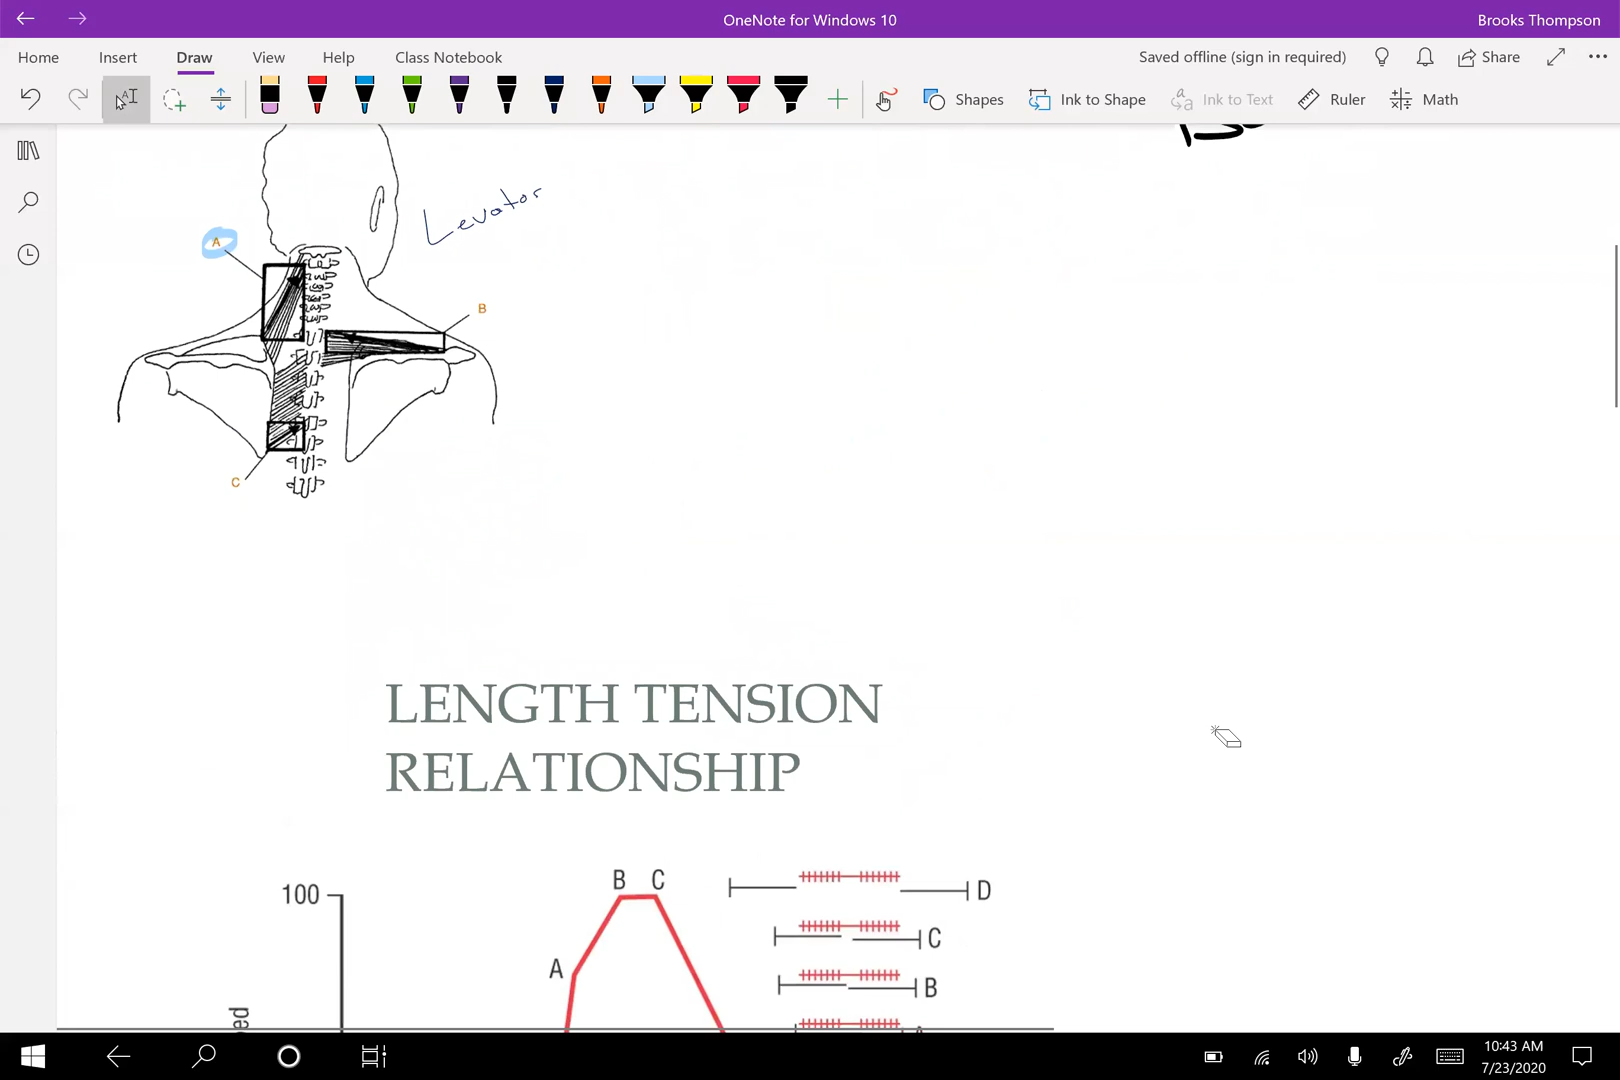 OneNote for Windows 10
Brooks Thompson
Home Insert Draw View Help Class Notebook
Saved offline (sign in required)
Share
Shapes
Ink to Shape
Ink to Text
Ruler
Math
A
Levator
B
C
LENGTH TENSION
RELATIONSHIP
100
B C
D
C
A
B
10:43 AM
7/23/2020